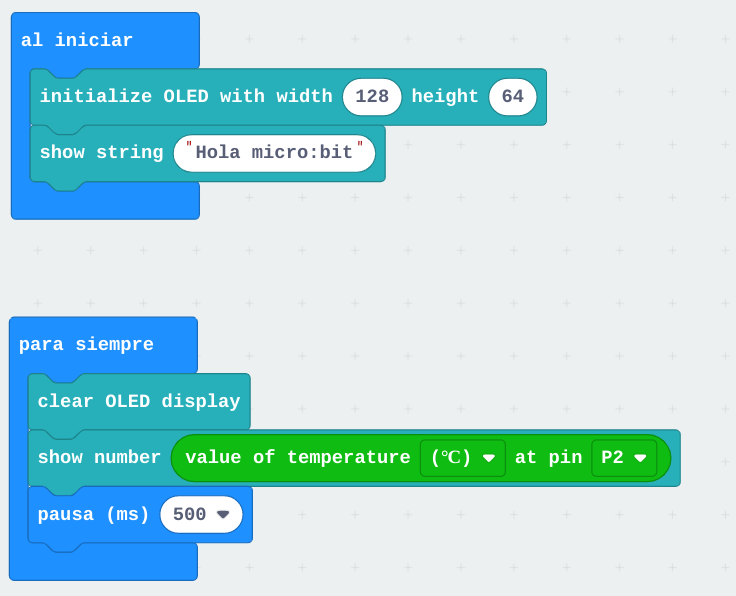 al iniciar
initialize OLED with width 128 height 64
show string "Hola micro:bit"
para siempre
clear OLED display
show number value of temperature (℃) at pin P2
pausa (ms) 500